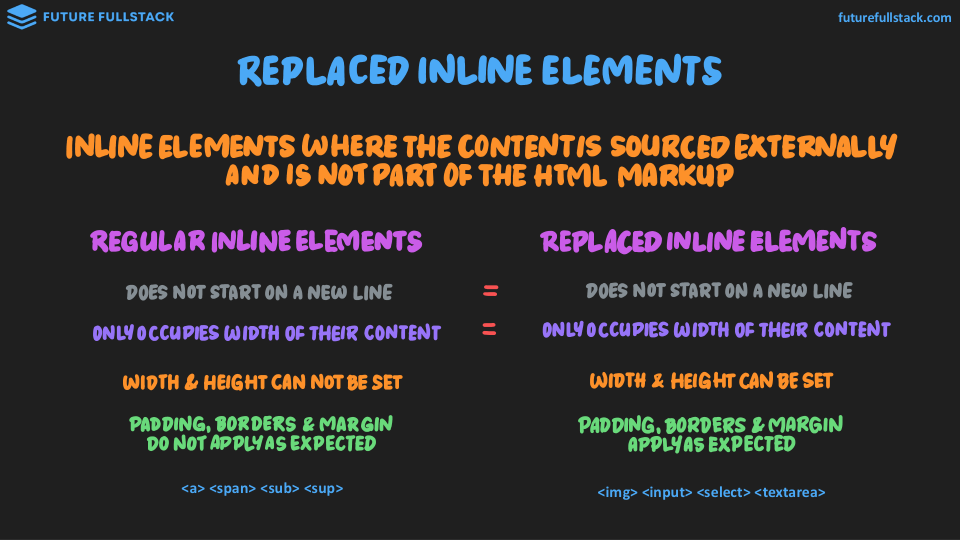 FUTURE FULLSTACK
futurefullstack.com
REPLACED INLINE ELEMENTS
INLINE ELEMENTS WHERE THE CONTENT IS SOURCED EXTERNALLY
AND IS NOT PART OF THE HTML MARKUP
REGULAR INLINE ELEMENTS
REPLACED INLINE ELEMENTS
DOES NOT START ON A NEW LINE = DOES NOT START ON A NEW LINE
ONLY OCCUPIES WIDTH OF THEIR CONTENT = ONLY OCCUPIES WIDTH OF THEIR CONTENT
WIDTH & HEIGHT CAN NOT BE SET
WIDTH & HEIGHT CAN BE SET
PADDING, BORDERS & MARGIN
DO NOT APPLY AS EXPECTED
PADDING, BORDERS & MARGIN
APPLY AS EXPECTED
<a> <span> <sub> <sup>
<img> <input> <select> <textarea>